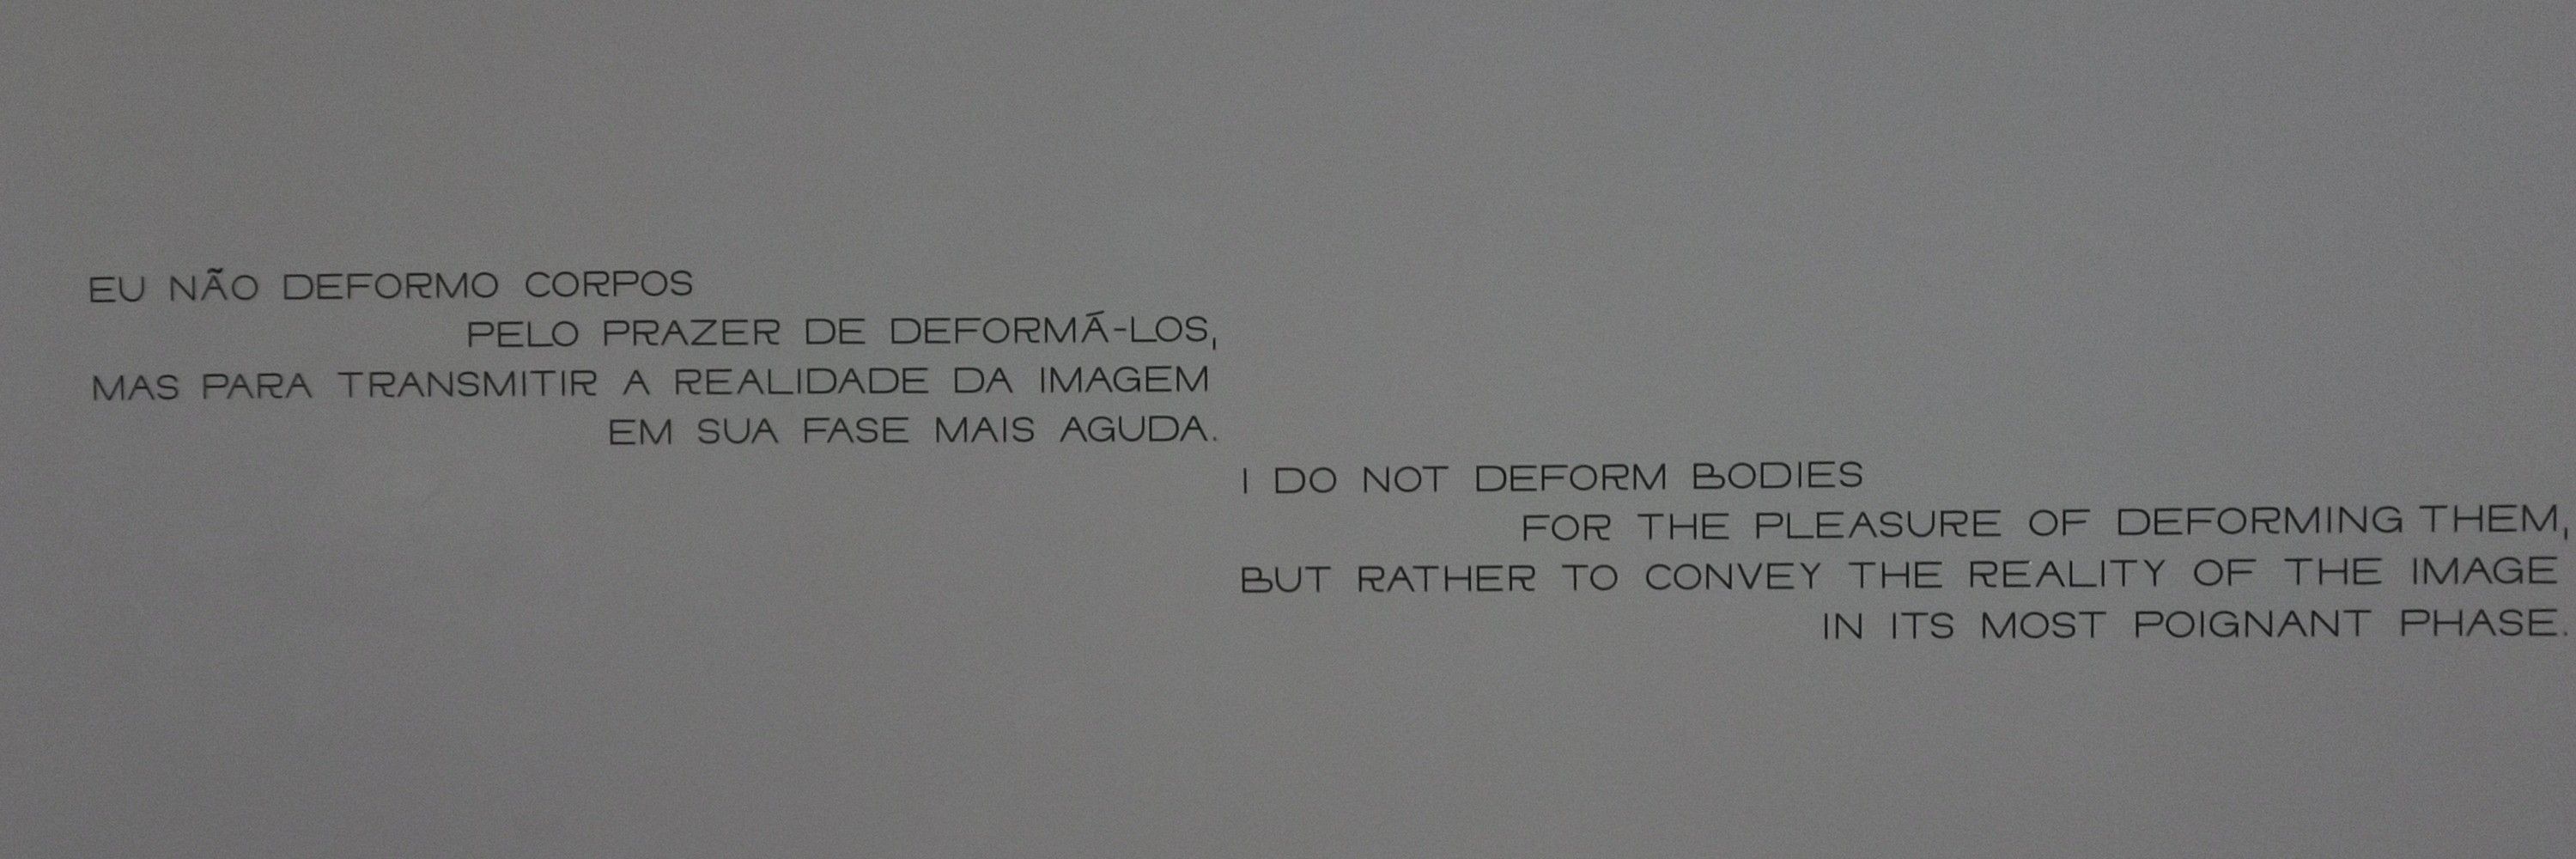 EU NÃO DEFORMO CORPOS
PELO PRAZER DE DEFORMÁ-LOS,
MAS PARA TRANSMITIR A REALIDADE DA IMAGEM
EM SUA FASE MAIS AGUDA.
I DO NOT DEFORM BODIES
FOR THE PLEASURE OF DEFORMING THEM,
BUT RATHER TO CONVEY THE REALITY OF THE IMAGE
IN ITS MOST POIGNANT PHASE.